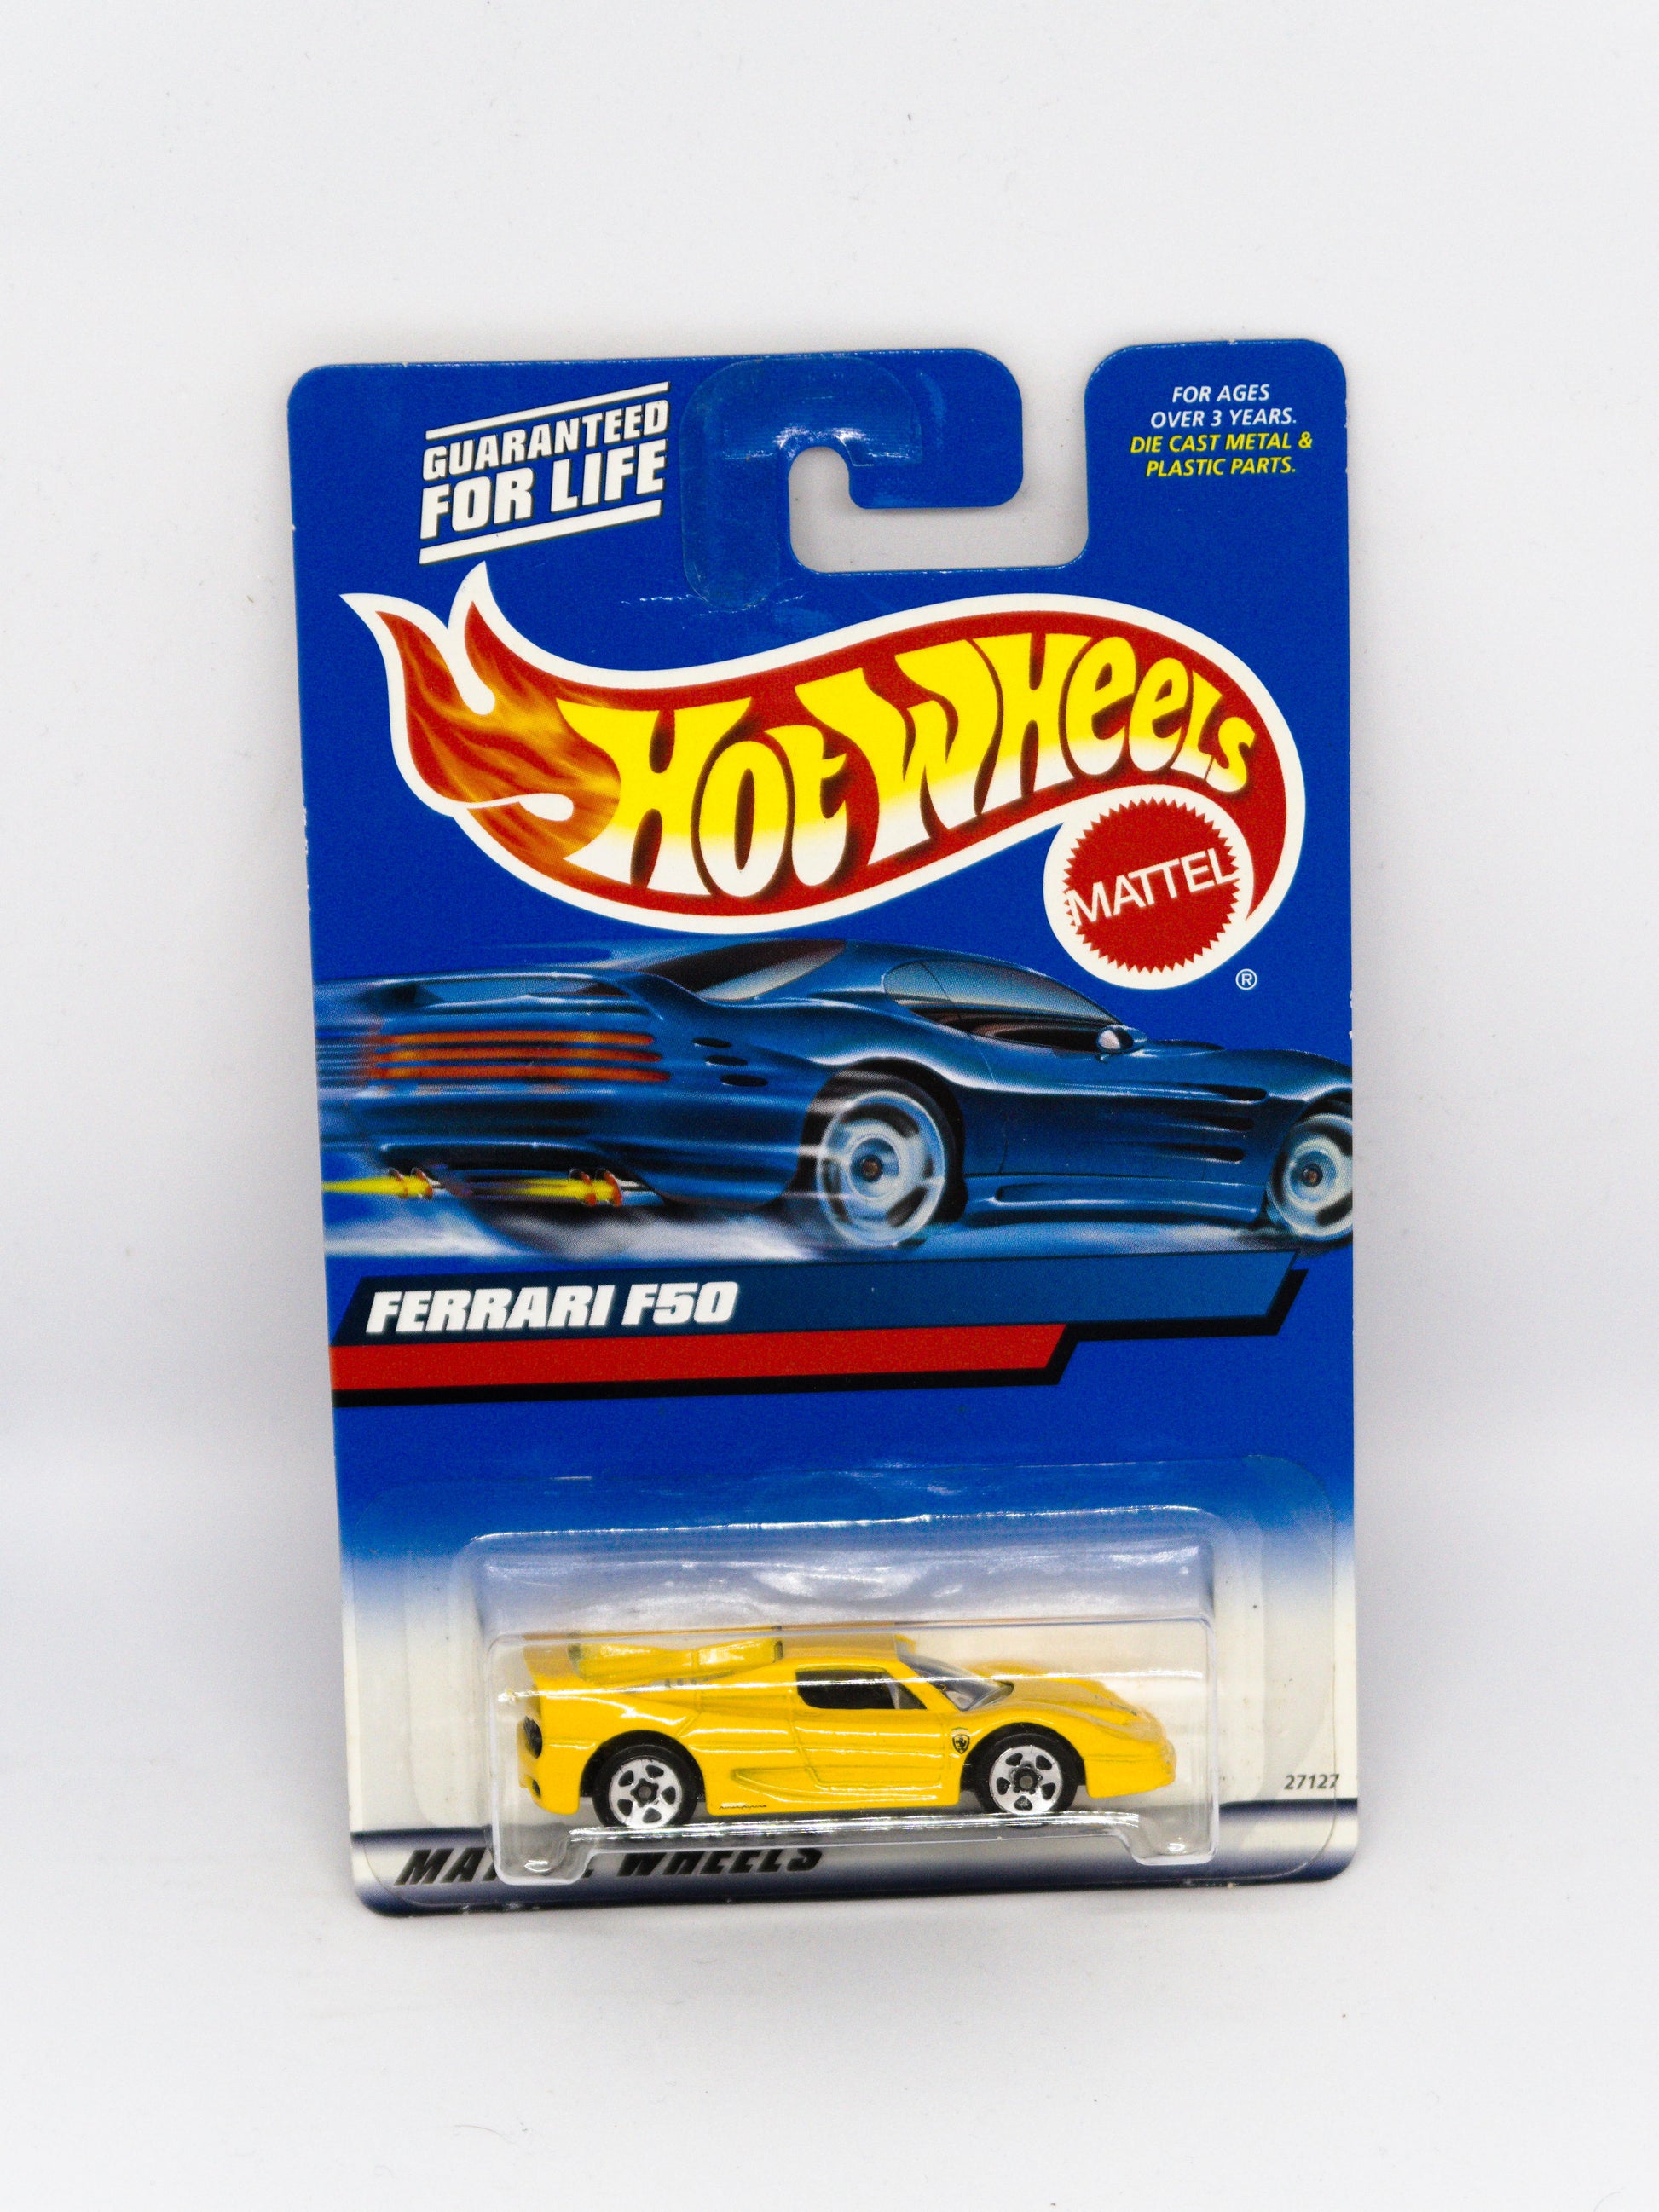 GUARANTEED
FOR LIFE
FOR AGES
OVER 3 YEARS.
DIE CAST METAL &
PLASTIC PARTS.
HOT WHEELS
MATTEL
®
FERRARI F50
27127
WHEELS